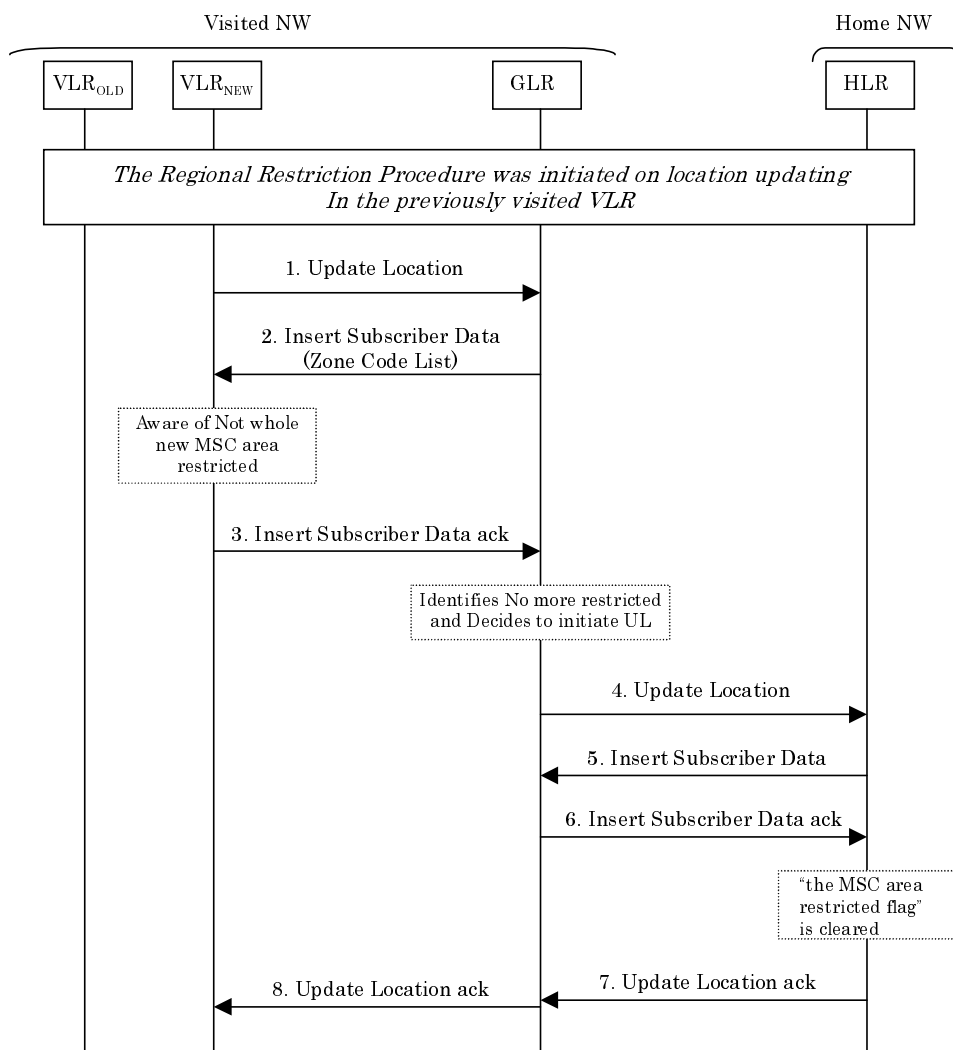 Visited NW
Home NW
VLR OLD
VLR NEW
GLR
HLR
The Regional Restriction Procedure was initiated on location updating
In the previously visited VLR
1. Update Location
2. Insert Subscriber Data
(Zone Code List)
Aware of Not whole
new MSC area
restricted
3. Insert Subscriber Data ack
Identifies No more restricted
and Decides to initiate UL
4. Update Location
5. Insert Subscriber Data
6. Insert Subscriber Data ack
“the MSC area
restricted flag”
is cleared
7. Update Location ack
8. Update Location ack